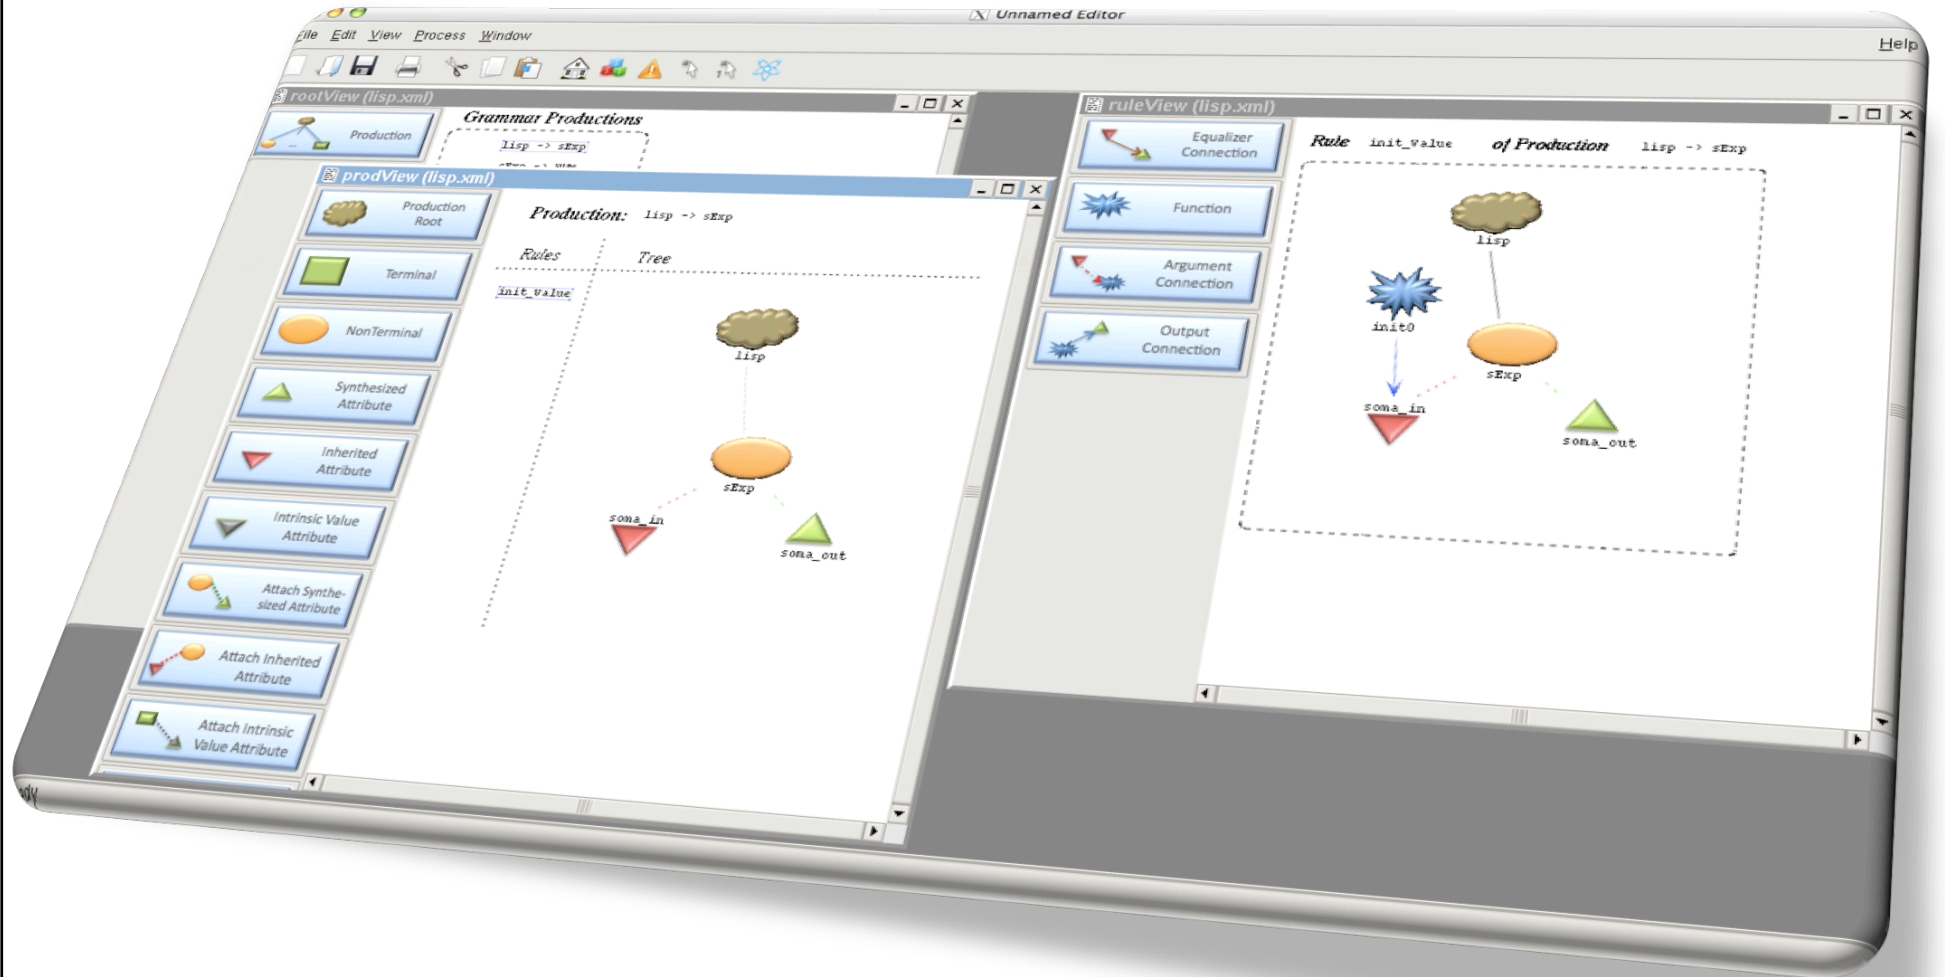 Unnamed Editor
File Edit View Process Window
Help
rootView (lisp.xml)
Production
Grammar Productions
lisp -> sExp
prodView (lisp.xml)
Production Root
Terminal
NonTerminal
Synthesized
Attribute
Inherited
Attribute
Intrinsic Value
Attribute
Attach Synthe-
sized Attribute
Attach Inherited
Attribute
Attach Intrinsic
Value Attribute
Production: lisp -> sExp
Rules Tree
init_Value
lisp
sExp
soma_in
soma_out
ruleView (lisp.xml)
Equalizer
Connection
Function
Argument
Connection
Output
Connection
Rule init_Value of Production lisp -> sExp
lisp
init0
sExp
soma_in
soma_out